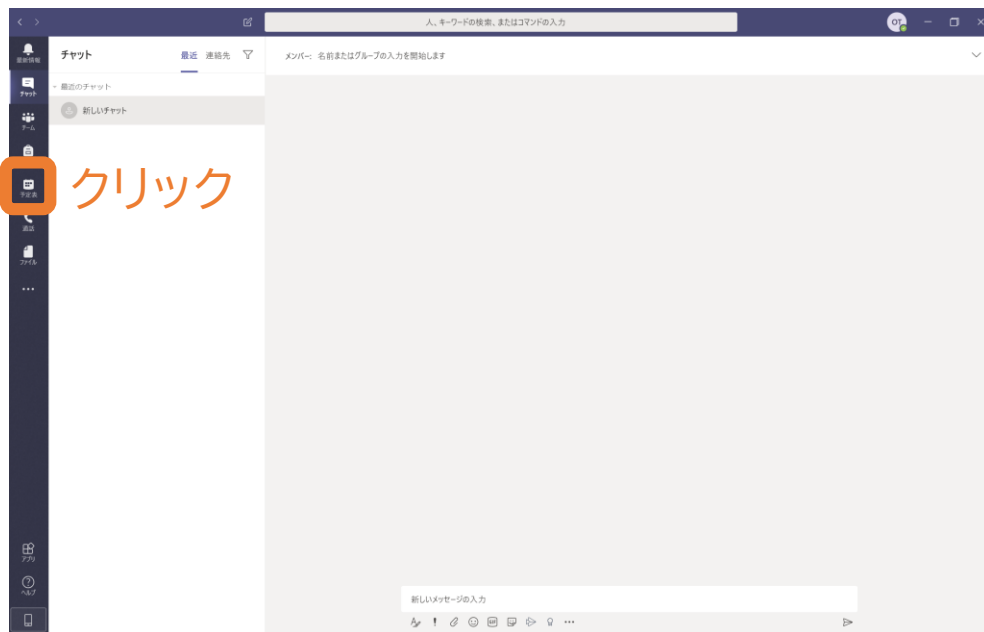 人、キーワードの検索、またはコマンドの入力
OT
最新情報
チャット
チーム
予定表
通話
ファイル
アプリ
ヘルプ
チャット
最近 連絡先
最近のチャット
新しいチャット
クリック
メンバー: 名前またはグループの入力を開始します
新しいメッセージの入力
GIF